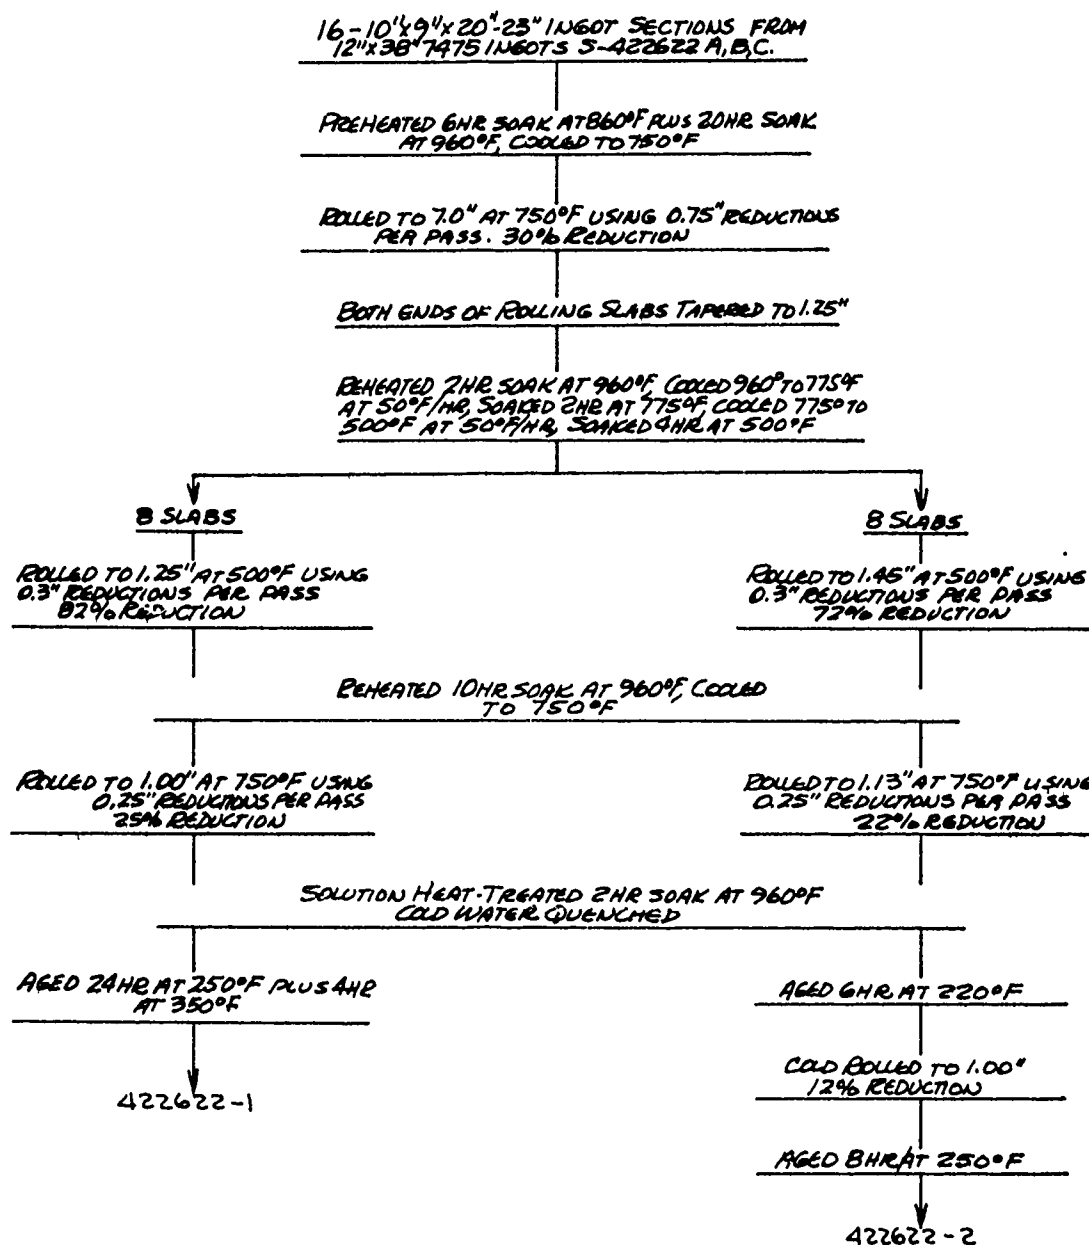 16-10"x9"x20"-23" INGOT SECTIONS FROM
12"x38" 7475 INGOTS S-422622 A,B,C.
PREHEATED 6HR SOAK AT 860°F PLUS 20HR SOAK
AT 960°F, COOLED TO 750°F
ROLLED TO 7.0" AT 750°F USING 0.75" REDUCTIONS
PER PASS. 30% REDUCTION
BOTH ENDS OF ROLLING SLABS TAPERED TO 1.25"
REHEATED 2HR SOAK AT 960°F, COOLED 960° TO 775°F
AT 50°F/HR, SOAKED 2HR AT 775°F, COOLED 775° TO
500°F AT 50°F/HR, SOAKED 4HR AT 500°F
8 SLABS
8 SLABS
ROLLED TO 1.25" AT 500°F USING
0.3" REDUCTIONS PER PASS
82% REDUCTION
ROLLED TO 1.45" AT 500°F USING
0.3" REDUCTIONS PER PASS
72% REDUCTION
REHEATED 10HR SOAK AT 960°F, COOLED
TO 750°F
ROLLED TO 1.00" AT 750°F USING
0.25" REDUCTIONS PER PASS
25% REDUCTION
ROLLED TO 1.13" AT 750°F USING
0.25" REDUCTIONS PER PASS
22% REDUCTION
SOLUTION HEAT-TREATED 2HR SOAK AT 960°F
COLD WATER QUENCHED
AGED 24HR AT 250°F PLUS 4HR
AT 350°F
AGED 6HR AT 220°F
COLD ROLLED TO 1.00"
12% REDUCTION
AGED 8HR AT 250°F
422622-1
422622-2